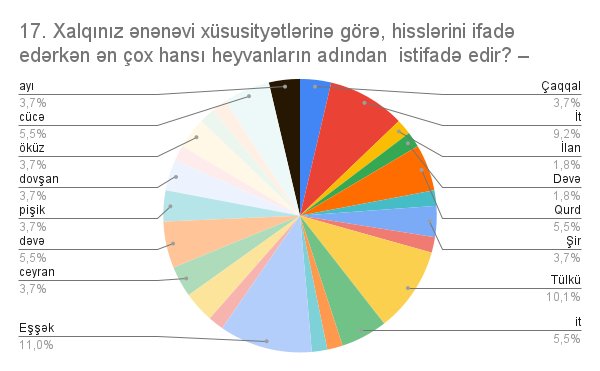 17. Xalqınız ənənəvi xüsusityətlərinə görə, hisslərini ifadə
edərkən ən çox hansı heyvanların adından  istifadə edir? –
ayı
3,7%
cücə
5,5%
öküz
3,7%
dovşan
3,7%
pişik
3,7%
dəvə
5,5%
ceyran
3,7%
Eşşək
11,0%
Çaqqal
3,7%
İt
9,2%
İlan
1,8%
Dəvə
1,8%
Qurd
5,5%
Şir
3,7%
Tülkü
10,1%
it
5,5%